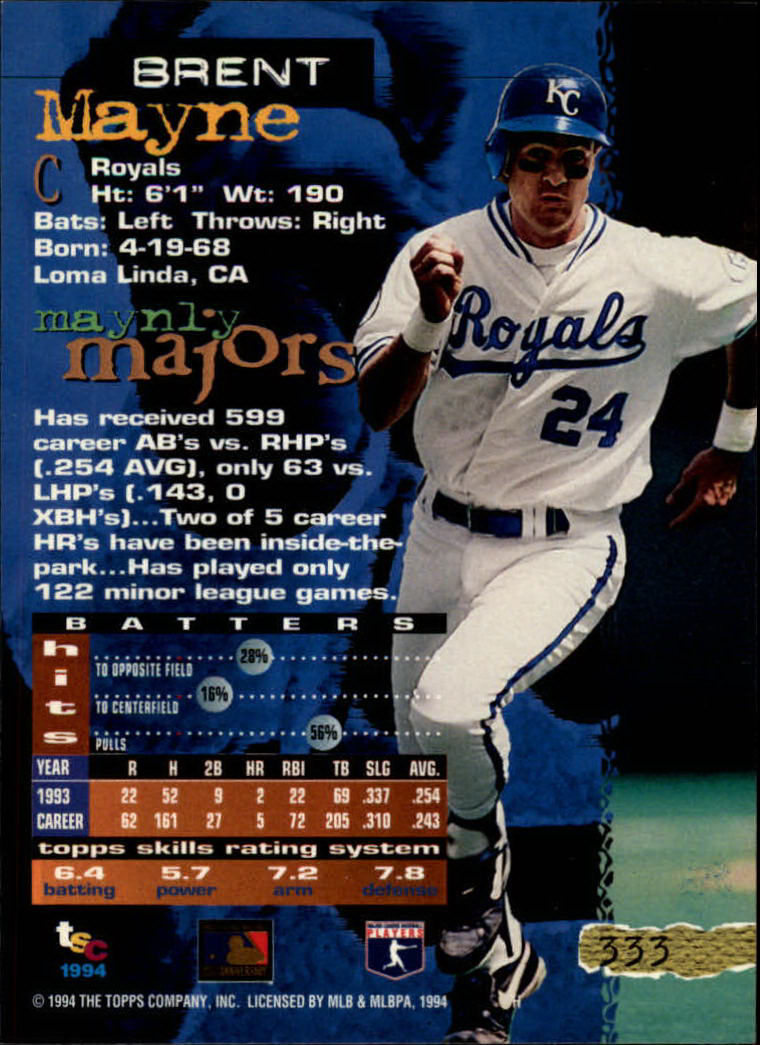 BRENT
Mayne
C
Royals
Ht: 6'1" Wt: 190
Bats: Left Throws: Right
Born: 4-19-68
Loma Linda, CA
maynly
majors
Has received 599
career AB's vs. RHP's
(.254 AVG), only 63 vs.
LHP's (.143, 0
XBH's)...Two of 5 career
HR's have been inside-the-
park...Has played only
122 minor league games.
KC
Royals
24
BATTERS
hits
28%
TO OPPOSITE FIELD
16%
TO CENTERFIELD
56%
PULLS
YEAR R H 2B HR RBI TB SLG AVG.
1993 22 52 9 2 22 69 .337 .254
CAREER 62 161 27 5 72 205 .310 .243
topps skills rating system
6.4 5.7 7.2 7.8
batting power arm defense
tsc
1994
PLAYERS
333
© 1994 THE TOPPS COMPANY, INC. LICENSED BY MLB & MLBPA, 1994